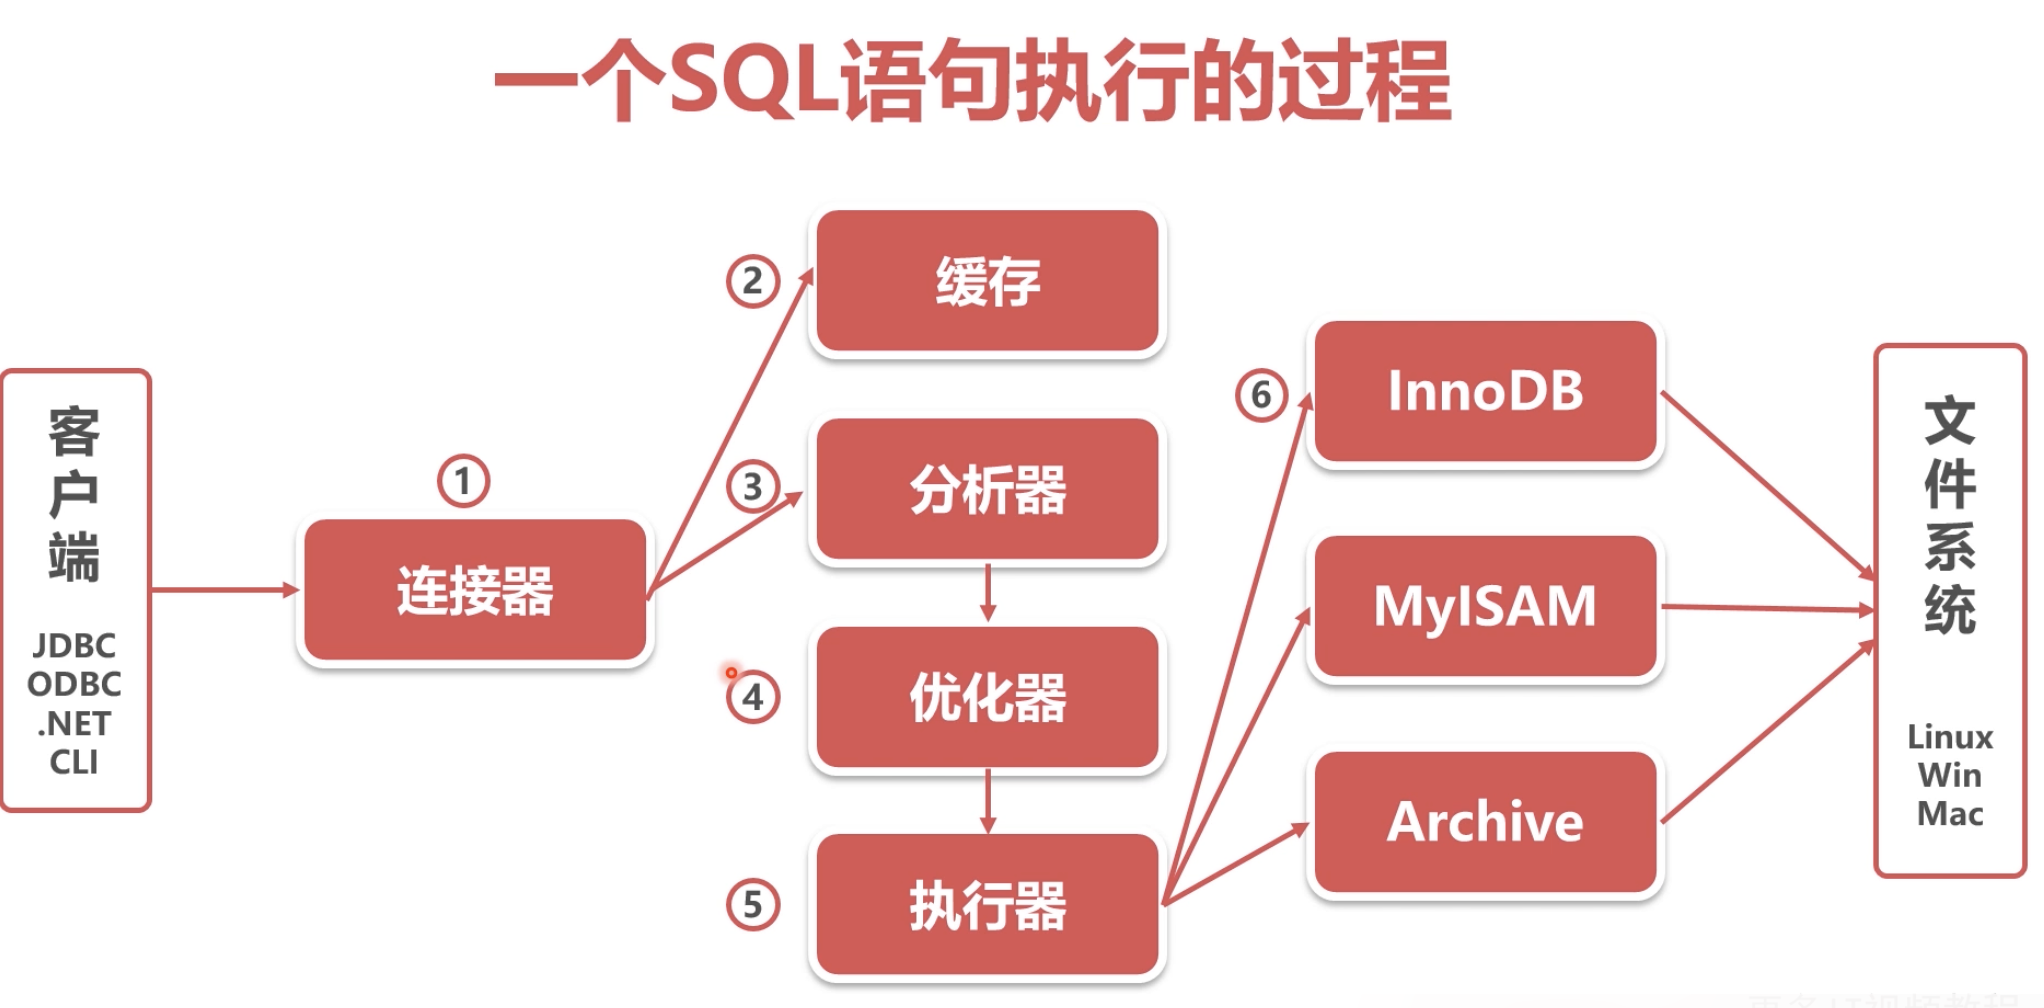 一个SQL语句执行的过程
客户端
JDBC
ODBC
.NET
CLI
①
连接器
②
缓存
③
分析器
④
优化器
⑤
执行器
⑥
InnoDB
MyISAM
Archive
文件系统
Linux
Win
Mac